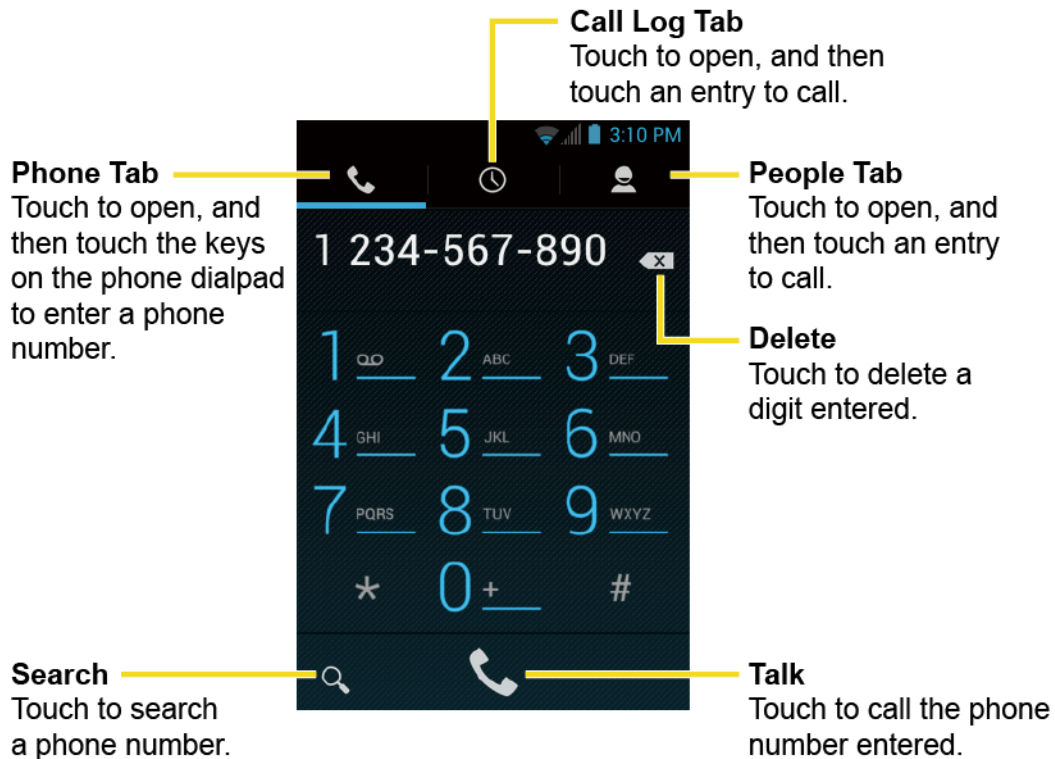 Call Log Tab
Touch to open, and then
touch an entry to call.
3:10 PM
Phone Tab
Touch to open, and
then touch the keys
on the phone dialpad
to enter a phone
number.
People Tab
Touch to open, and
then touch an entry
to call.
1 234-567-890
Delete
Touch to delete a
digit entered.
1 2 ABC 3 DEF
4 GHI 5 JKL 6 MNO
7 PQRS 8 TUV 9 WXYZ
* 0 + #
Search
Touch to search
a phone number.
Talk
Touch to call the phone
number entered.